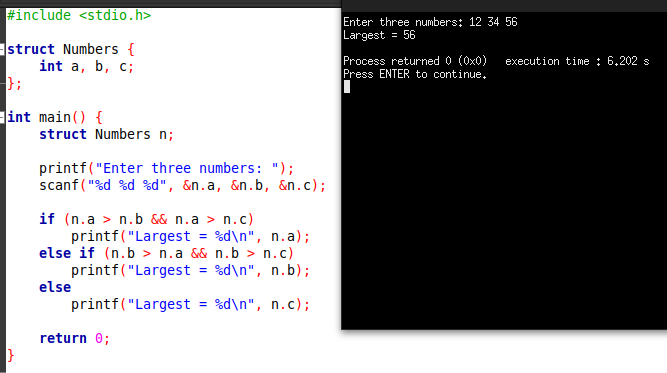 #include <stdio.h>
struct Numbers {
    int a, b, c;
};
int main() {
    struct Numbers n;
    printf("Enter three numbers: ");
    scanf("%d %d %d", &n.a, &n.b, &n.c);
    if (n.a > n.b && n.a > n.c)
        printf("Largest = %d\n", n.a);
    else if (n.b > n.a && n.b > n.c)
        printf("Largest = %d\n", n.b);
    else
        printf("Largest = %d\n", n.c);
    return 0;
}
Enter three numbers: 12 34 56
Largest = 56
Process returned 0 (0x0)   execution time : 6.202 s
Press ENTER to continue.